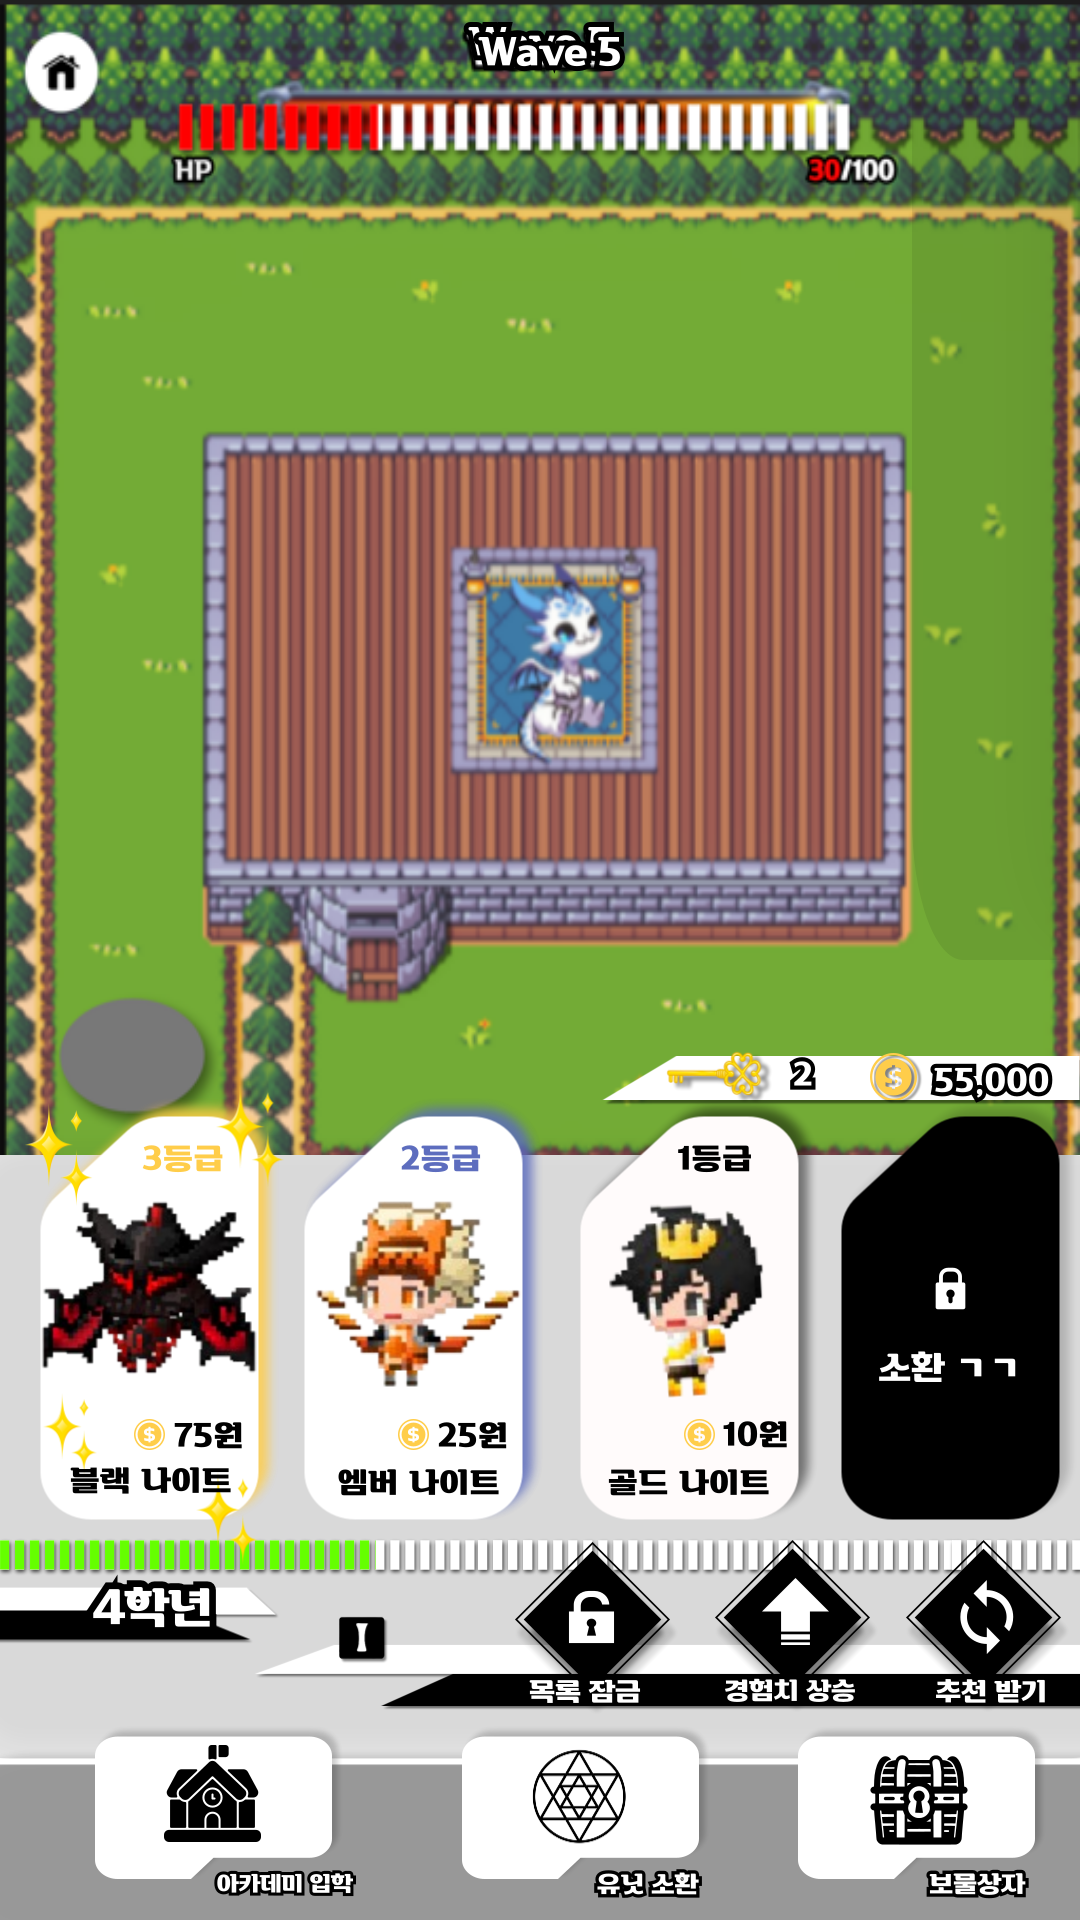 Wave 5
HP
30/100
2
55,000
3등급
2등급
1등급
소환 ㄱㄱ
75원
25원
10원
블랙 나이트
엠버 나이트
골드 나이트
4학년
I
목록 잠금
경험치 상승
추천 받기
아카데미 입학
유닛 소환
보물상자